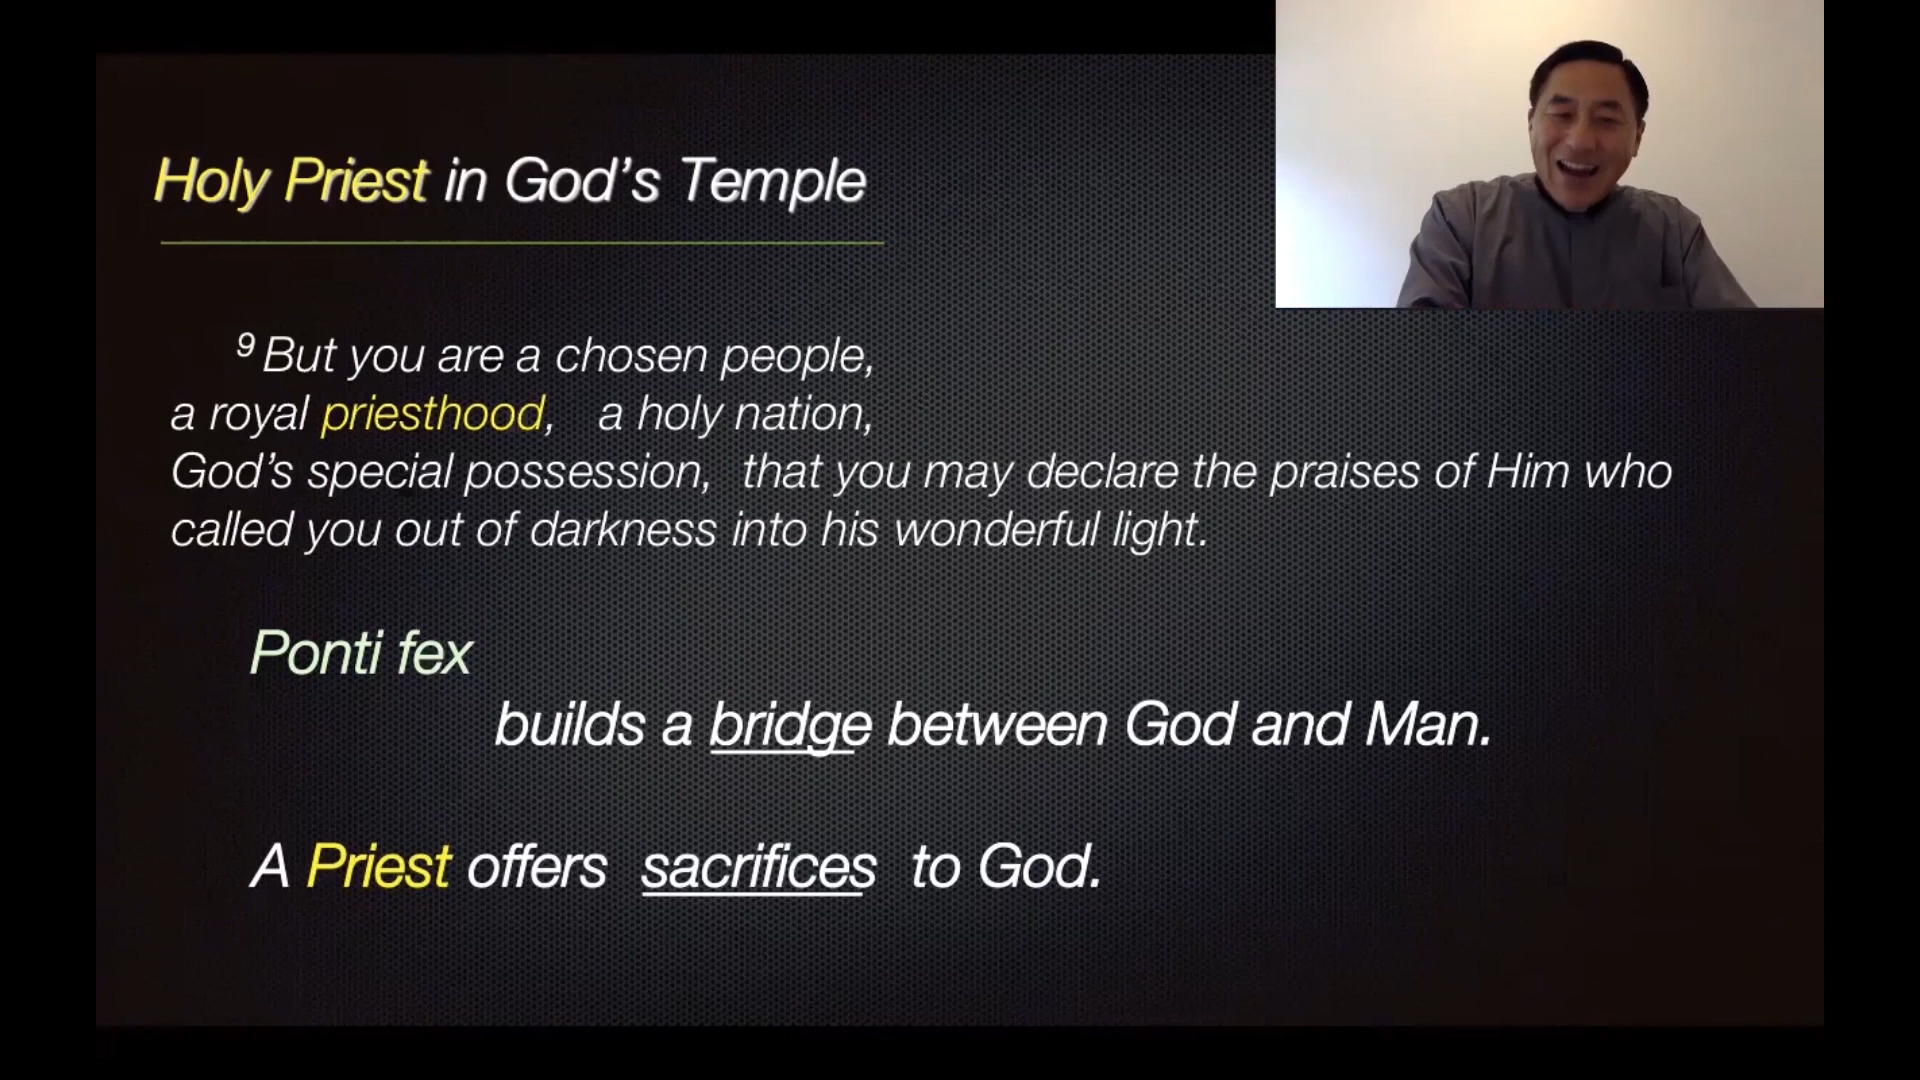 Holy Priest in God's Temple
9 But you are a chosen people,
a royal priesthood, a holy nation,
God's special possession, that you may declare the praises of Him who
called you out of darkness into his wonderful light.
Ponti fex
builds a bridge between God and Man.
A Priest offers sacrifices to God.